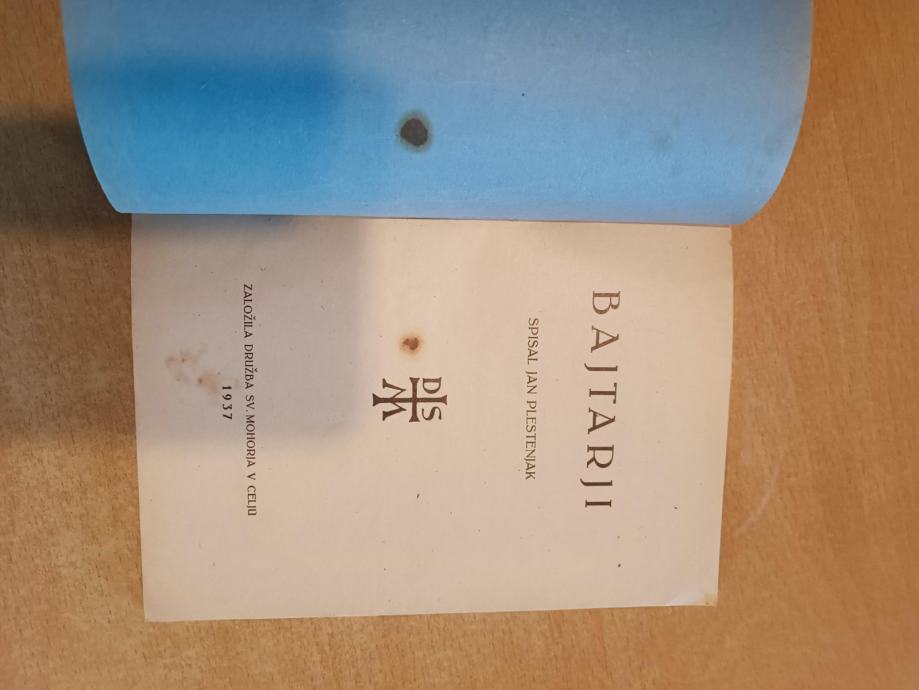 BAJTARJI
SPISAL JAN PLESTENJAK
DS
M
ZALOŽILA DRUŽBA SV. MOHORJA V CELJU
1937